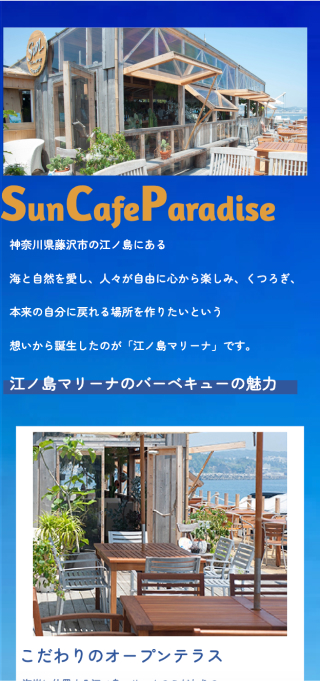 SUN
SunCafeParadise
神奈川県藤沢市の江ノ島にある
海と自然を愛し、人々が自由に心から楽しみ、くつろぎ、
本来の自分に戻れる場所を作りたいという
想いから誕生したのが「江ノ島マリーナ」です。
江ノ島マリーナのバーベキューの魅力
こだわりのオープンテラス